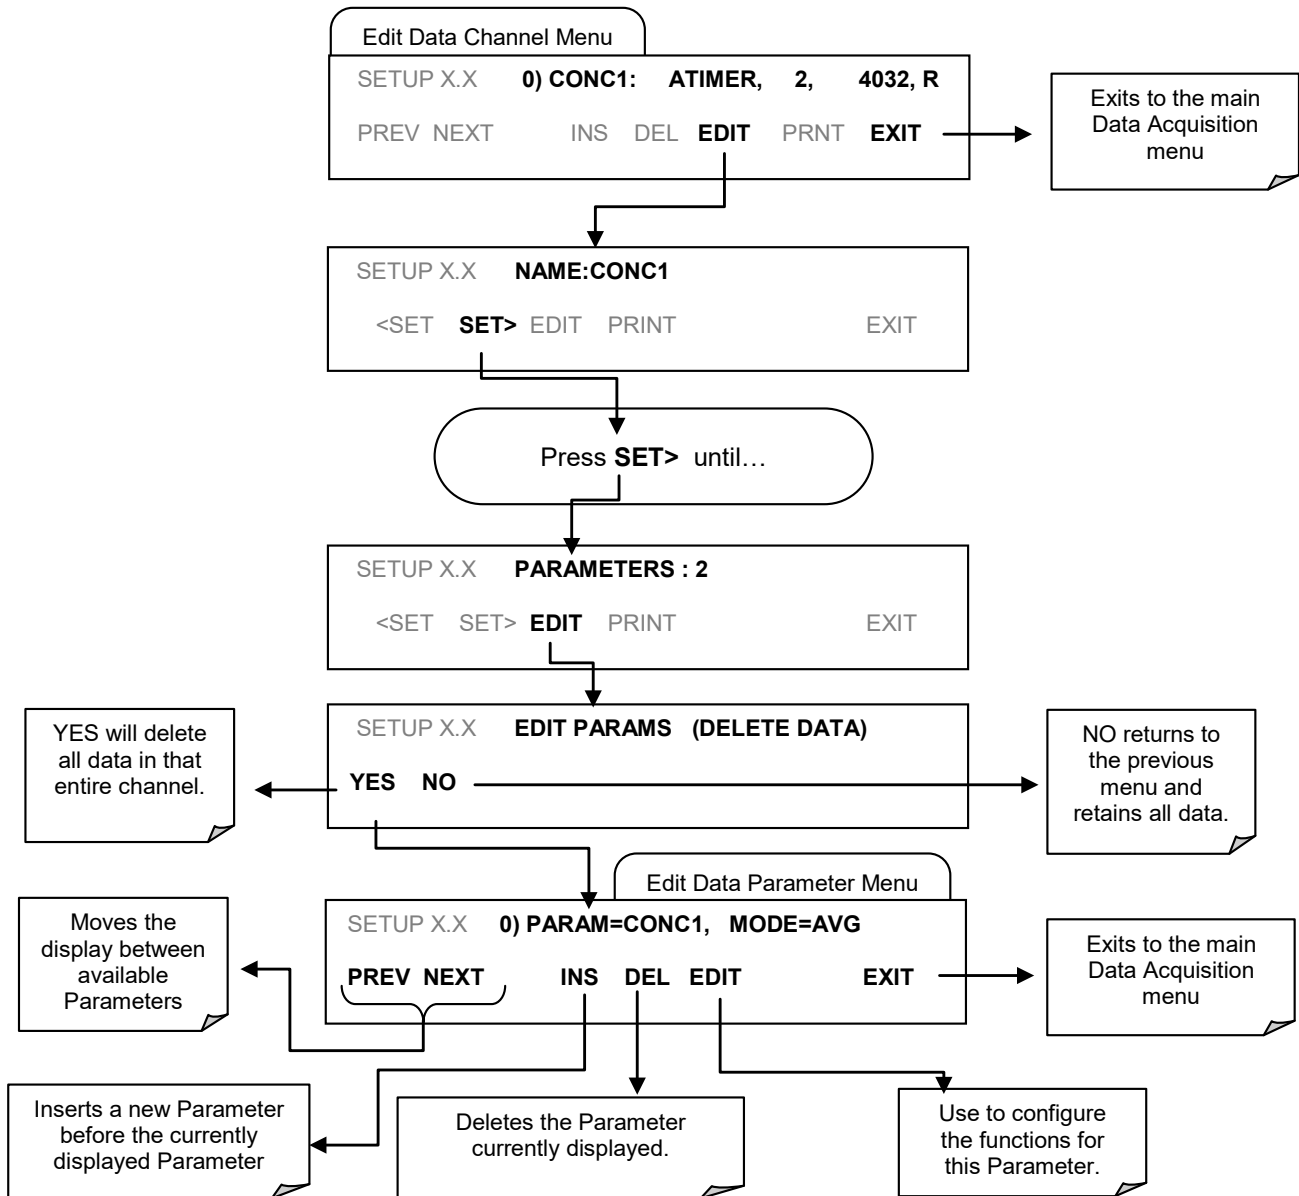 Edit Data Channel Menu
SETUP X.X 0) CONC1: ATIMER, 2, 4032, R
PREV NEXT INS DEL EDIT PRNT EXIT
Exits to the main
Data Acquisition
menu
SETUP X.X NAME:CONC1
<SET SET> EDIT PRINT EXIT
Press SET> until…
SETUP X.X PARAMETERS : 2
<SET SET> EDIT PRINT EXIT
YES will delete
all data in that
entire channel.
SETUP X.X EDIT PARAMS (DELETE DATA)
YES NO
NO returns to
the previous
menu and
retains all data.
Edit Data Parameter Menu
Moves the
display between
available
Parameters
SETUP X.X 0) PARAM=CONC1, MODE=AVG
PREV NEXT INS DEL EDIT EXIT
Exits to the main
Data Acquisition
menu
Inserts a new Parameter
before the currently
displayed Parameter
Deletes the Parameter
currently displayed.
Use to configure
the functions for
this Parameter.